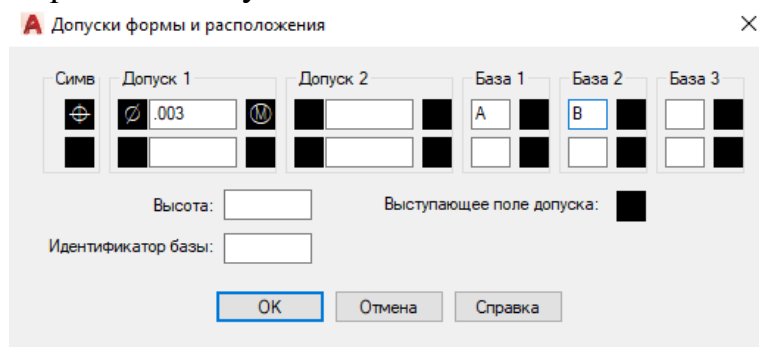 A Допуски формы и расположения
Симв Допуск 1 Допуск 2 База 1 База 2 База 3
⌖ ∅ .003 Ⓜ A B
Высота: Выступающее поле допуска:
Идентификатор базы:
OK Отмена Справка